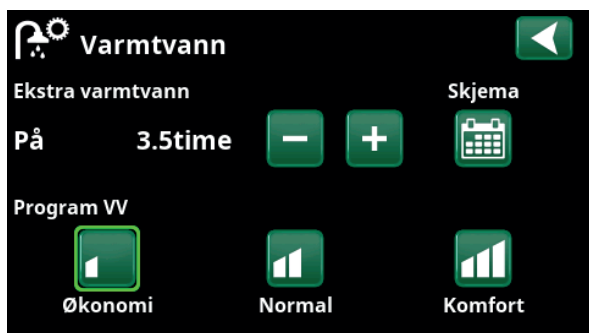 Varmtvann
Ekstra varmtvann Skjema
På 3.5time
Program VV
Økonomi Normal Komfort